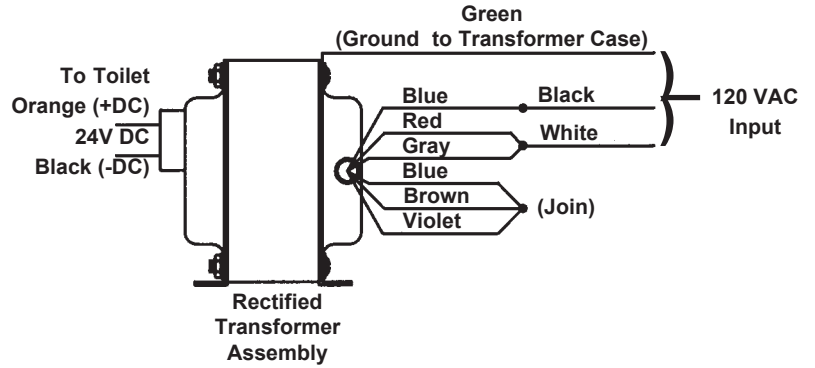 Green
(Ground to Transformer Case)
To Toilet
Orange (+DC)
24V DC
Black (-DC)
Blue
Black
Red
White
Gray
Blue
Brown
(Join)
Violet
120 VAC
Input
Rectified
Transformer
Assembly